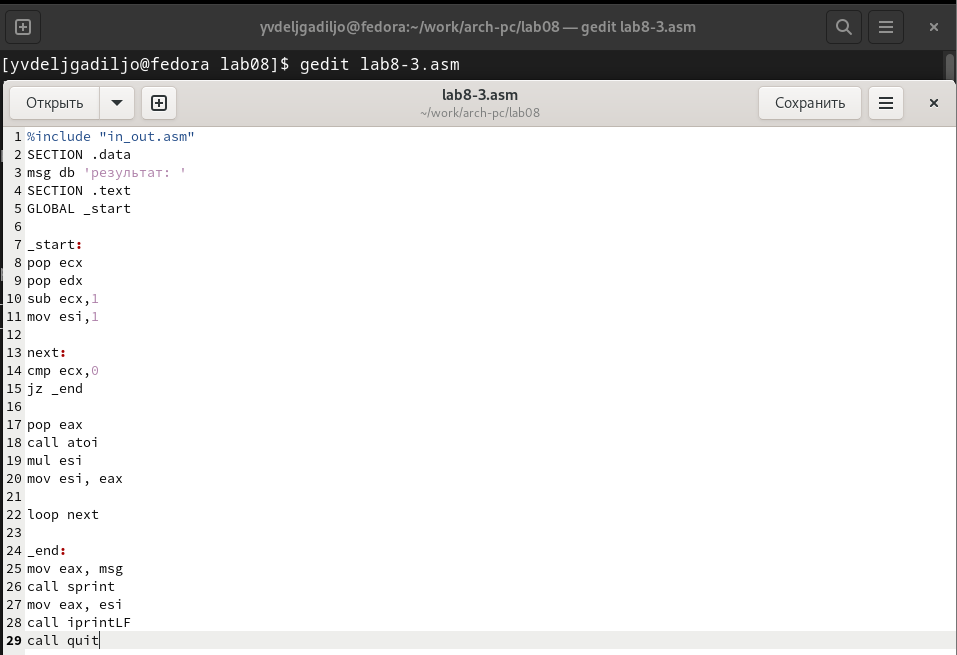 yvdeljgadiljo@fedora:~/work/arch-pc/lab08 — gedit lab8-3.asm
[yvdeljgadiljo@fedora lab08]$ gedit lab8-3.asm
Открыть
lab8-3.asm
~/work/arch-pc/lab08
Сохранить
1 %include "in_out.asm"
2 SECTION .data
3 msg db 'результат: '
4 SECTION .text
5 GLOBAL _start
6
7 _start:
8 pop ecx
9 pop edx
10 sub ecx,1
11 mov esi,1
12
13 next:
14 cmp ecx,0
15 jz _end
16
17 pop eax
18 call atoi
19 mul esi
20 mov esi, eax
21
22 loop next
23
24 _end:
25 mov eax, msg
26 call sprint
27 mov eax, esi
28 call iprintLF
29 call quit